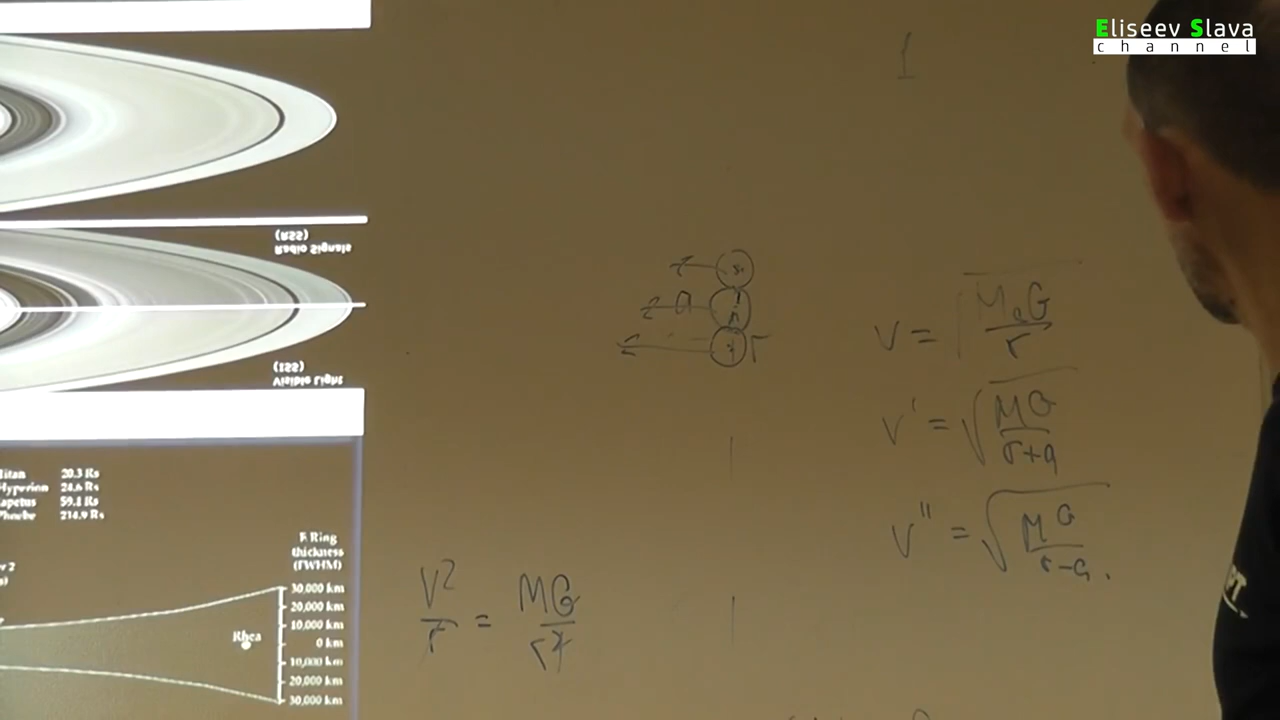 Eliseev Slava
channel
1
(RSS)
Radio Signals
(ISS)
Visible Light
Titan 20.3 Rs
Hyperion 24.6 Rs
Iapetus 59.1 Rs
Phoebe 214.9 Rs
E Ring
thickness
(FWHM)
30,000 km
20,000 km
10,000 km
0 km
10,000 km
20,000 km
30,000 km
Rhea
a
r
V = √(MaG/r)
V' = √(MG/(r+a))
V'' = √(MG/(r-a)).
V²/r = MG/r²